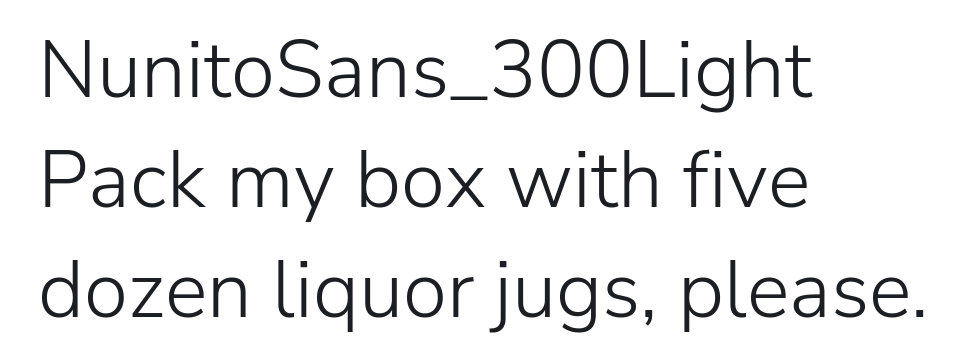 NunitoSans_300Light
Pack my box with five
dozen liquor jugs, please.